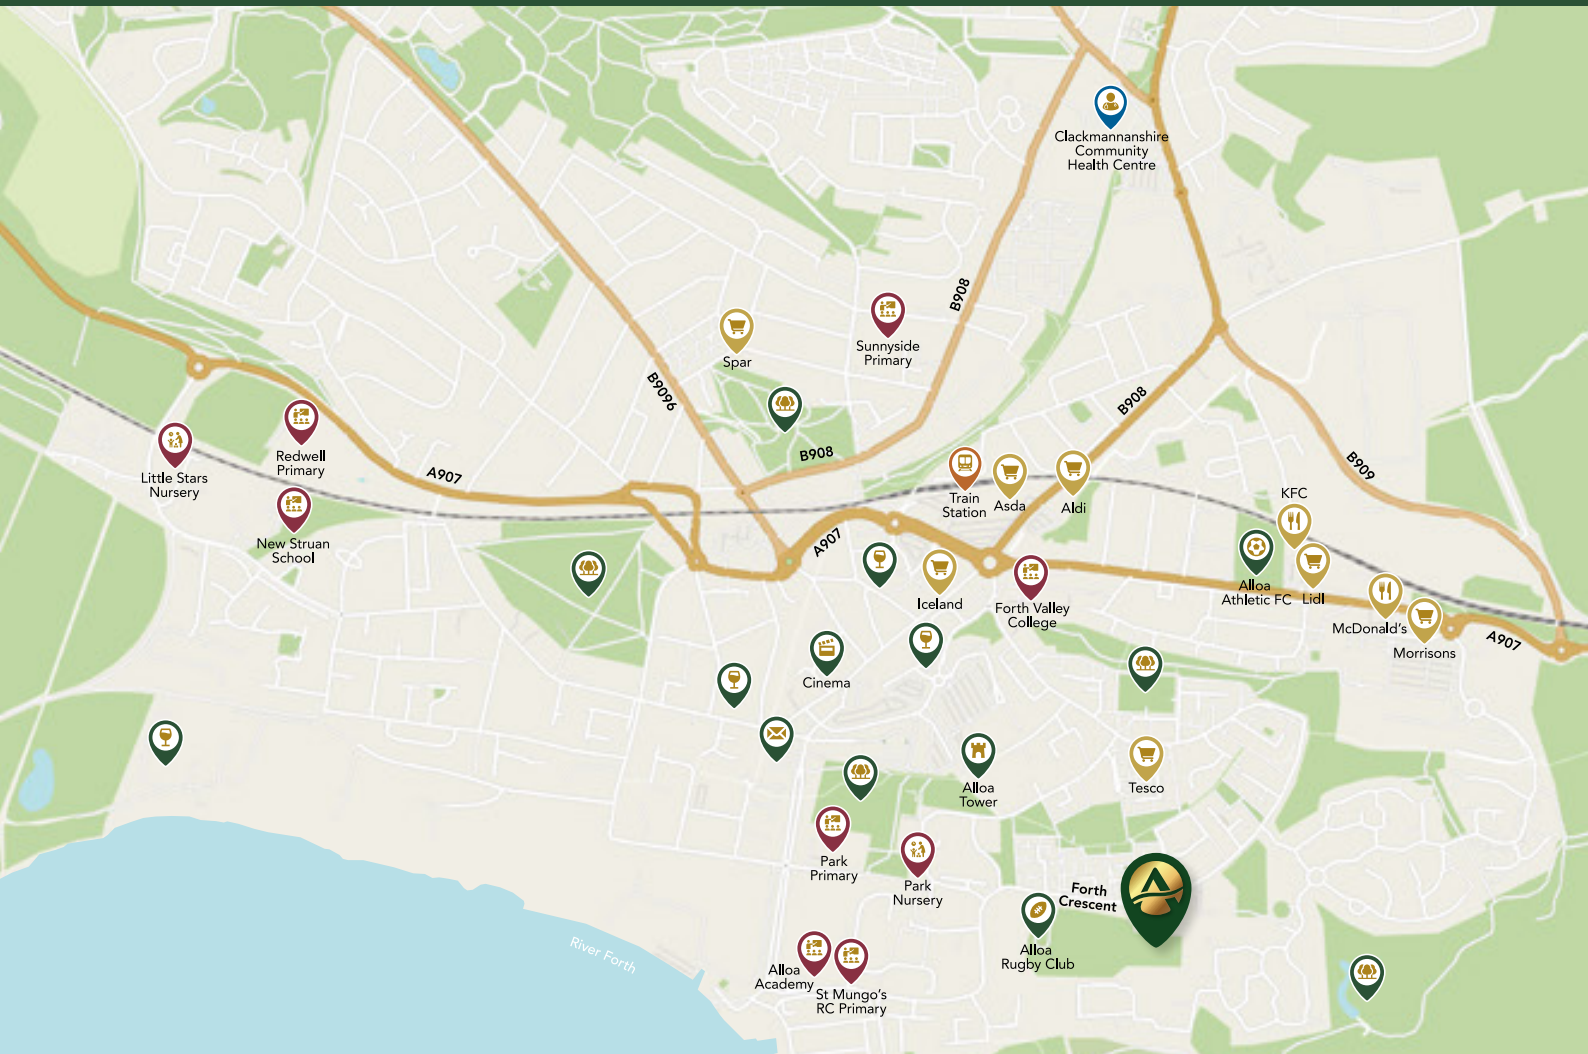 Clackmannanshire
Community
Health Centre
B908
Spar
Sunnyside
Primary
B9096
B908
B908
B909
Redwell
Primary
Little Stars
Nursery
A907
New Struan
School
Train
Station
Asda
Aldi
KFC
A907
Iceland
Forth Valley
College
Alloa
Athletic FC
Lidl
McDonald's
Morrisons
A907
Cinema
Alloa
Tower
Tesco
Park
Primary
Park
Nursery
Forth
Crescent
Alloa
Rugby Club
River Forth
Alloa
Academy
St Mungo's
RC Primary